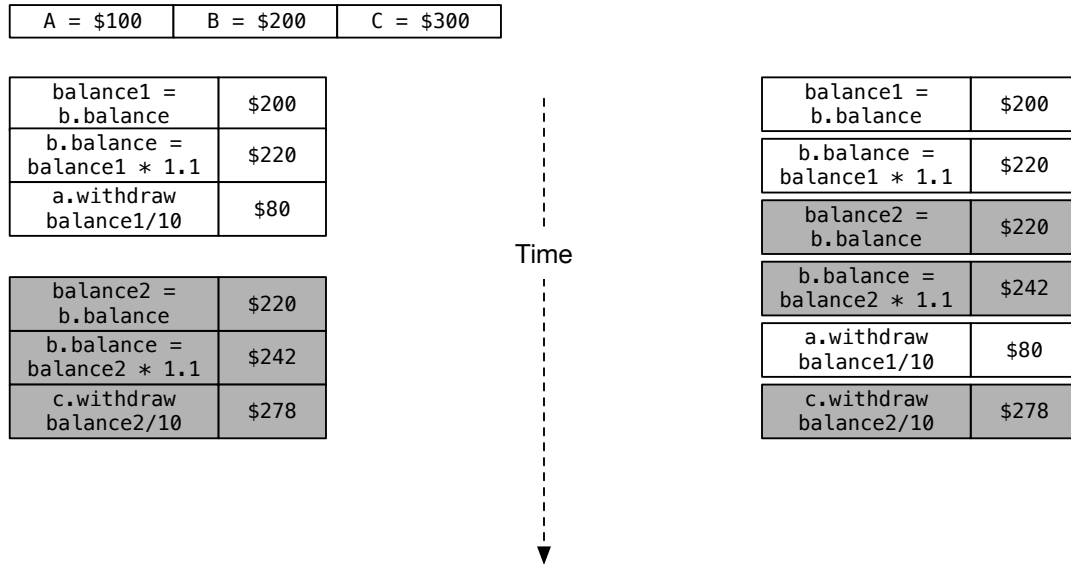 A = $100 B = $200 C = $300
balance1 =
b.balance
$200
b.balance =
balance1 * 1.1
$220
a.withdraw
balance1/10
$80
balance2 =
b.balance
$220
b.balance =
balance2 * 1.1
$242
c.withdraw
balance2/10
$278
Time
balance1 =
b.balance
$200
b.balance =
balance1 * 1.1
$220
balance2 =
b.balance
$220
b.balance =
balance2 * 1.1
$242
a.withdraw
balance1/10
$80
c.withdraw
balance2/10
$278